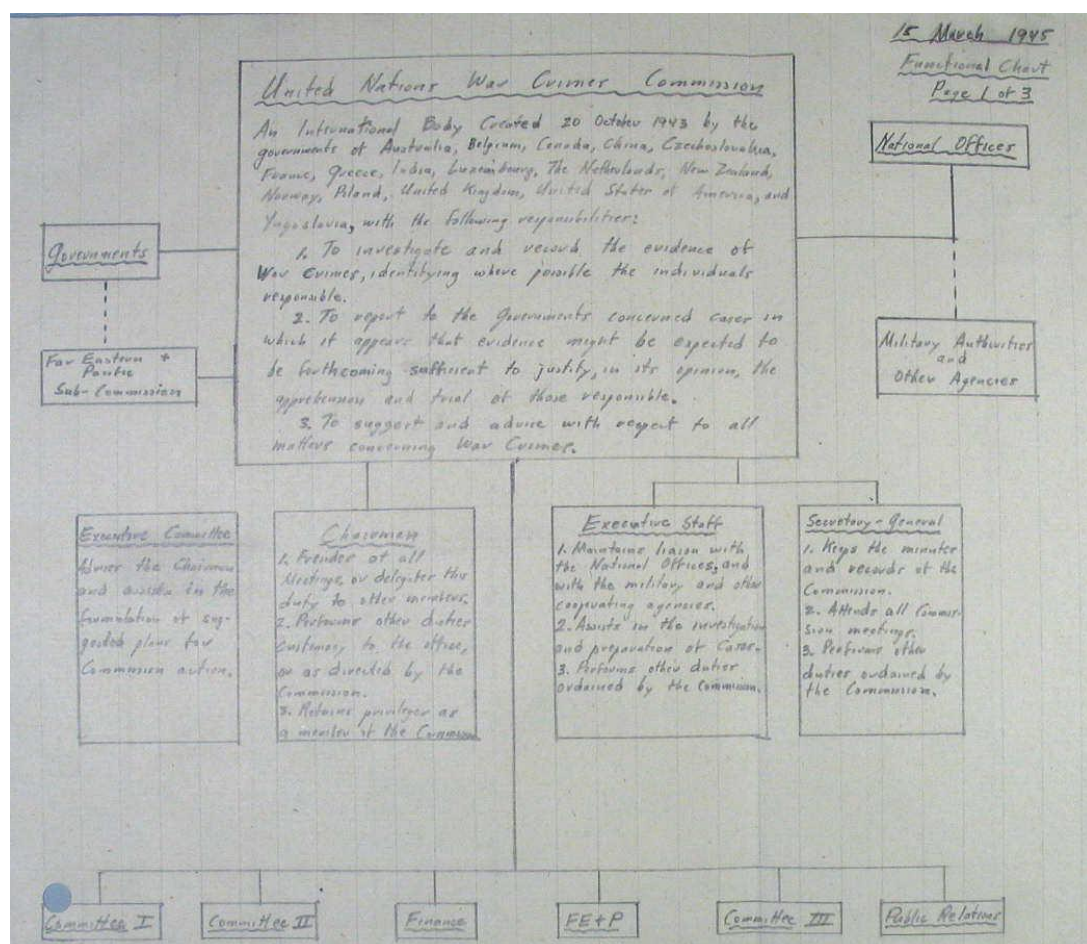 15 March 1945
Functional Chart
Page 1 of 3
United Nations War Crimes Commission
An International Body Created 20 October 1943 by the
governments of Australia, Belgium, Canada, China, Czechoslovakia,
France, Greece, India, Luxembourg, The Netherlands, New Zealand,
Norway, Poland, United Kingdom, United States of America, and
Yugoslavia, with the following responsibilities:
1. To investigate and record the evidence of
War Crimes, identifying where possible the individuals
responsible.
2. To report to the Governments concerned cases in
which it appears that evidence might be expected to
be forthcoming sufficient to justify, in its opinion, the
apprehension and trial of those responsible.
3. To suggest and advise with respect to all
matters concerning War Crimes.
National Offices
Governments
Far Eastern +
Pacific
Sub-Commission
Military Authorities
and
Other Agencies
Executive Committee
Advises the Chairman
and assists in the
formulation of sug-
gested plans for
Commission action.
Chairman
1. Presides at all
Meetings, or delegates this
duty to other members.
2. Performs other duties
customary to the office,
or as directed by the
Commission.
3. Retains privileges as
a member of the Commission
Executive Staff
1. Maintains liaison with
the National Offices, and
with the military and other
cooperating agencies.
2. Assists in the investigation
and preparation of Cases.
3. Performs other duties
ordained by the Commission.
Secretary-General
1. Keeps the minutes
and records of the
Commission.
2. Attends all Commis-
sion meetings.
3. Performs other
duties ordained by
the Commission.
Committee I
Committee II
Finance
FE+P
Committee III
Public Relations